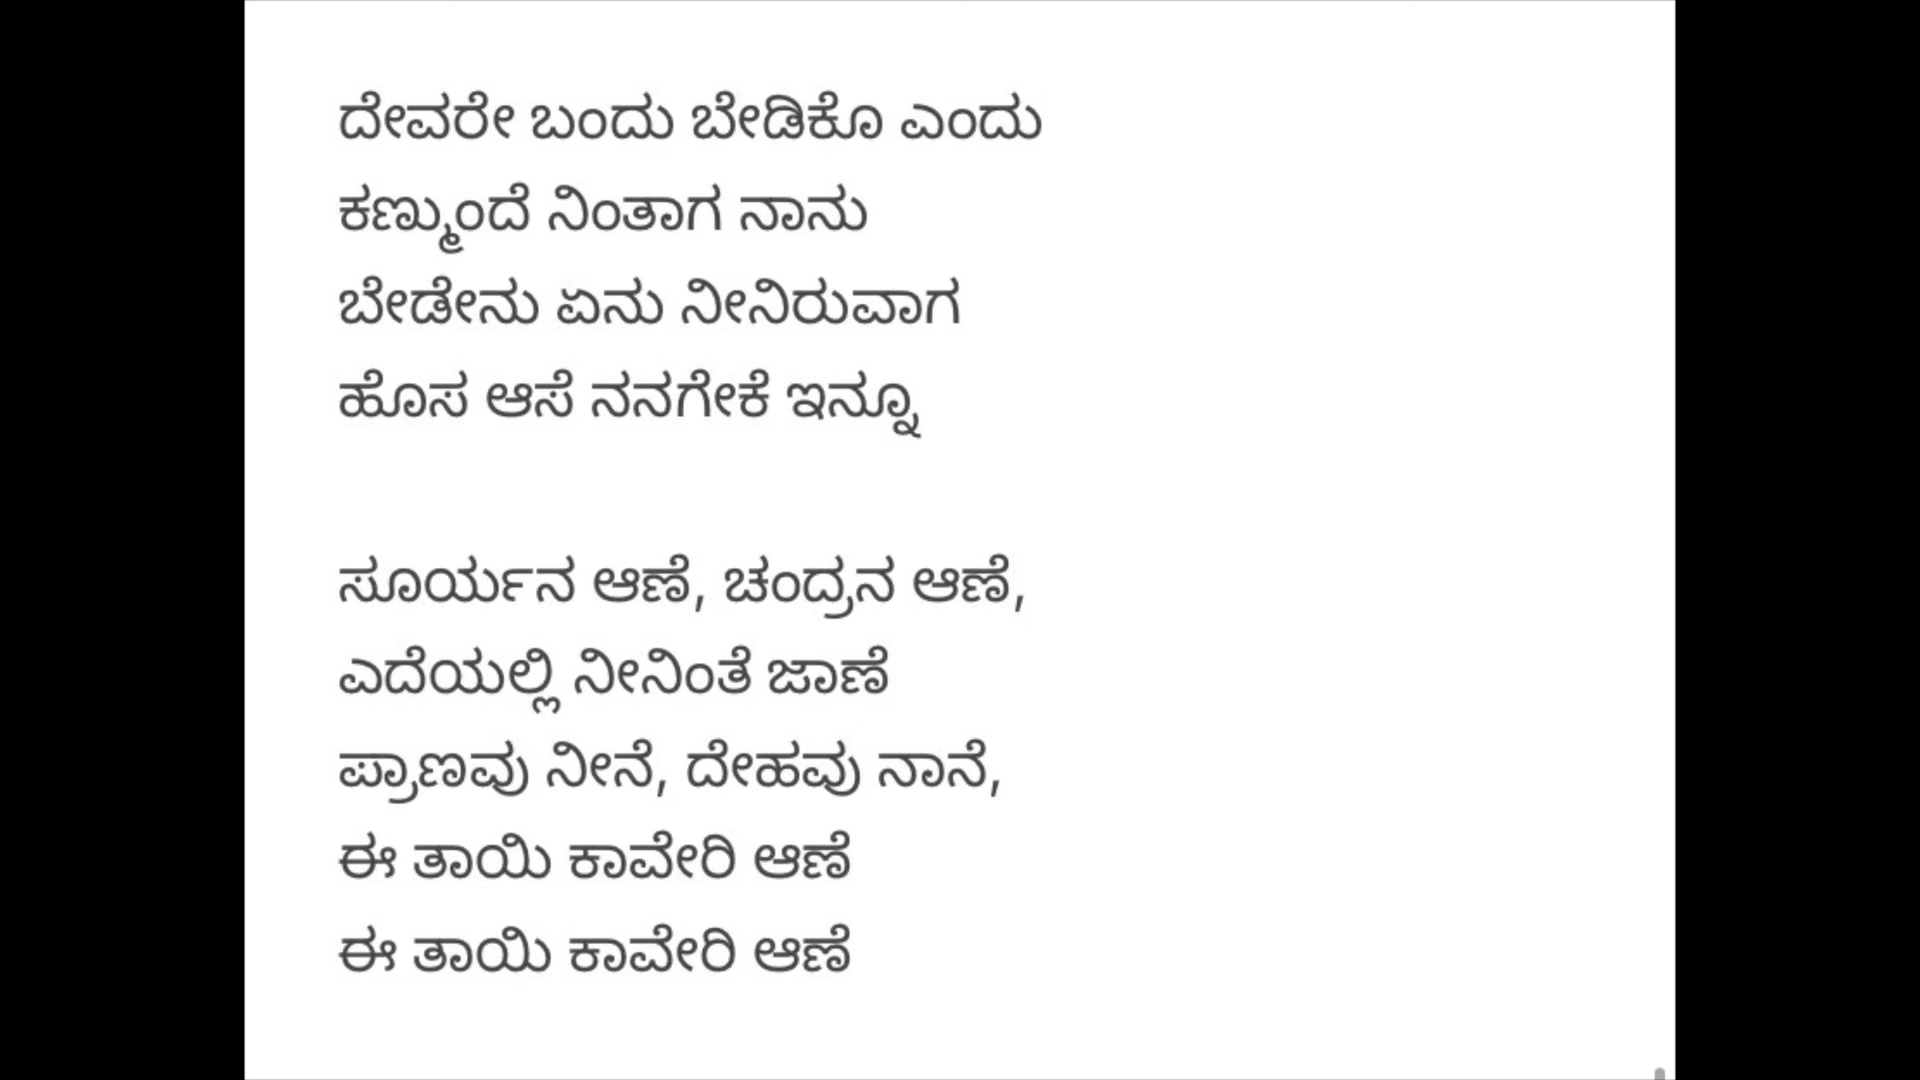 ದೇವರೇ ಬಂದು ಬೇಡಿಕೊ ಎಂದು
ಕಣ್ಮುಂದೆ ನಿಂತಾಗ ನಾನು
ಬೇಡೇನು ಏನು ನೀನಿರುವಾಗ
ಹೊಸ ಆಸೆ ನನಗೇಕೆ ಇನ್ನೂ
ಸೂರ್ಯನ ಆಣೆ, ಚಂದ್ರನ ಆಣೆ,
ಎದೆಯಲ್ಲಿ ನೀನಿಂತೆ ಜಾಣೆ
ಪ್ರಾಣವು ನೀನೆ, ದೇಹವು ನಾನೆ,
ಈ ತಾಯಿ ಕಾವೇರಿ ಆಣೆ
ಈ ತಾಯಿ ಕಾವೇರಿ ಆಣೆ